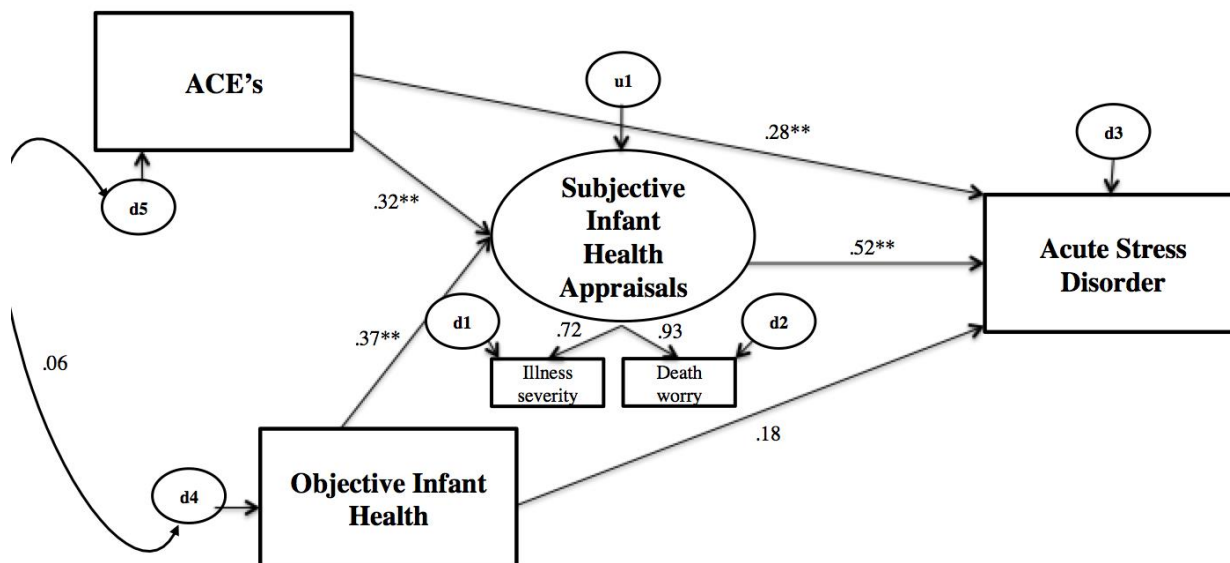 ACE's
u1
.28**
d3
d5
.32**
Subjective
Infant
Health
Appraisals
.52**
Acute Stress
Disorder
d1
.72
.93
d2
.37**
Illness
severity
Death
worry
.06
.18
d4
Objective Infant
Health